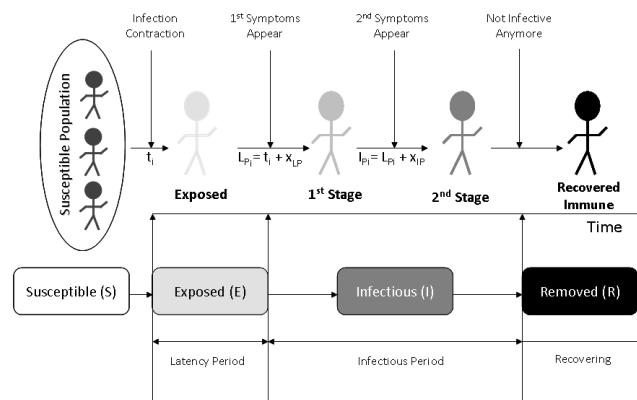 Infection
Contraction
1st Symptoms
Appear
2nd Symptoms
Appear
Not Infective
Anymore
Susceptible Population
ti
LPi= ti + xLP
IPi= LPi + xIP
Exposed
1st Stage
2nd Stage
Recovered
Immune
Time
Susceptible (S)
Exposed (E)
Infectious (I)
Removed (R)
Latency Period
Infectious Period
Recovering